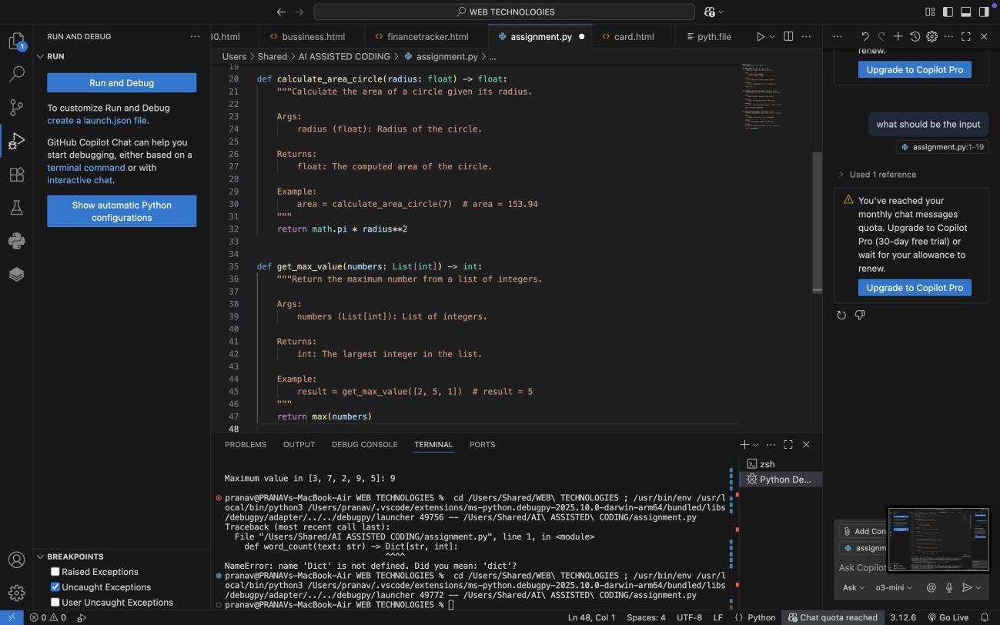 WEB TECHNOLOGIES
RUN AND DEBUG
RUN
Run and Debug
To customize Run and Debug
create a launch.json file.
GitHub Copilot Chat can help you
start debugging, either based on a
terminal command or with
interactive chat.
Show automatic Python
configurations
BREAKPOINTS
Raised Exceptions
Uncaught Exceptions
User Uncaught Exceptions
30.html
<> bussiness.html
<> financetracker.html
assignment.py
<> card.html
pyth.file
Users > Shared > AI ASSISTED CODING > assignment.py > ...
19
20 def calculate_area_circle(radius: float) -> float:
21 """Calculate the area of a circle given its radius.
22
23 Args:
24 radius (float): Radius of the circle.
25
26 Returns:
27 float: The computed area of the circle.
28
29 Example:
30 area = calculate_area_circle(7) # area ≈ 153.94
31 """
32 return math.pi * radius**2
33
34
35 def get_max_value(numbers: List[int]) -> int:
36 """Return the maximum number from a list of integers.
37
38 Args:
39 numbers (List[int]): List of integers.
40
41 Returns:
42 int: The largest integer in the list.
43
44 Example:
45 result = get_max_value([2, 5, 1]) # result = 5
46 """
47 return max(numbers)
48
PROBLEMS OUTPUT DEBUG CONSOLE TERMINAL PORTS
Maximum value in [3, 7, 2, 9, 5]: 9
pranav@PRANAVs-MacBook-Air WEB TECHNOLOGIES % cd /Users/Shared/WEB\ TECHNOLOGIES ; /usr/bin/env /usr/l
ocal/bin/python3 /Users/pranav/.vscode/extensions/ms-python.debugpy-2025.10.0-darwin-arm64/bundled/libs
/debugpy/adapter/../../debugpy/launcher 49756 -- /Users/Shared/AI\ ASSISTED\ CODING/assignment.py
Traceback (most recent call last):
File "/Users/Shared/AI ASSISTED CODING/assignment.py", line 1, in <module>
def word_count(text: str) -> Dict[str, int]:
^^^^
NameError: name 'Dict' is not defined. Did you mean: 'dict'?
pranav@PRANAVs-MacBook-Air WEB TECHNOLOGIES % cd /Users/Shared/WEB\ TECHNOLOGIES ; /usr/bin/env /usr/l
ocal/bin/python3 /Users/pranav/.vscode/extensions/ms-python.debugpy-2025.10.0-darwin-arm64/bundled/libs
/debugpy/adapter/../../debugpy/launcher 49772 -- /Users/Shared/AI\ ASSISTED\ CODING/assignment.py
pranav@PRANAVs-MacBook-Air WEB TECHNOLOGIES %
zsh
Python De...
renew.
Upgrade to Copilot Pro
what should be the input
assignment.py:1-19
Used 1 reference
You've reached your
monthly chat messages
quota. Upgrade to Copilot
Pro (30-day free trial) or
wait for your allowance to
renew.
Upgrade to Copilot Pro
Add Con
assignm
Ask Copilot
Ask o3-mini
1
0 0
Ln 48, Col 1 Spaces: 4 UTF-8 LF {} Python Chat quota reached 3.12.6 Go Live